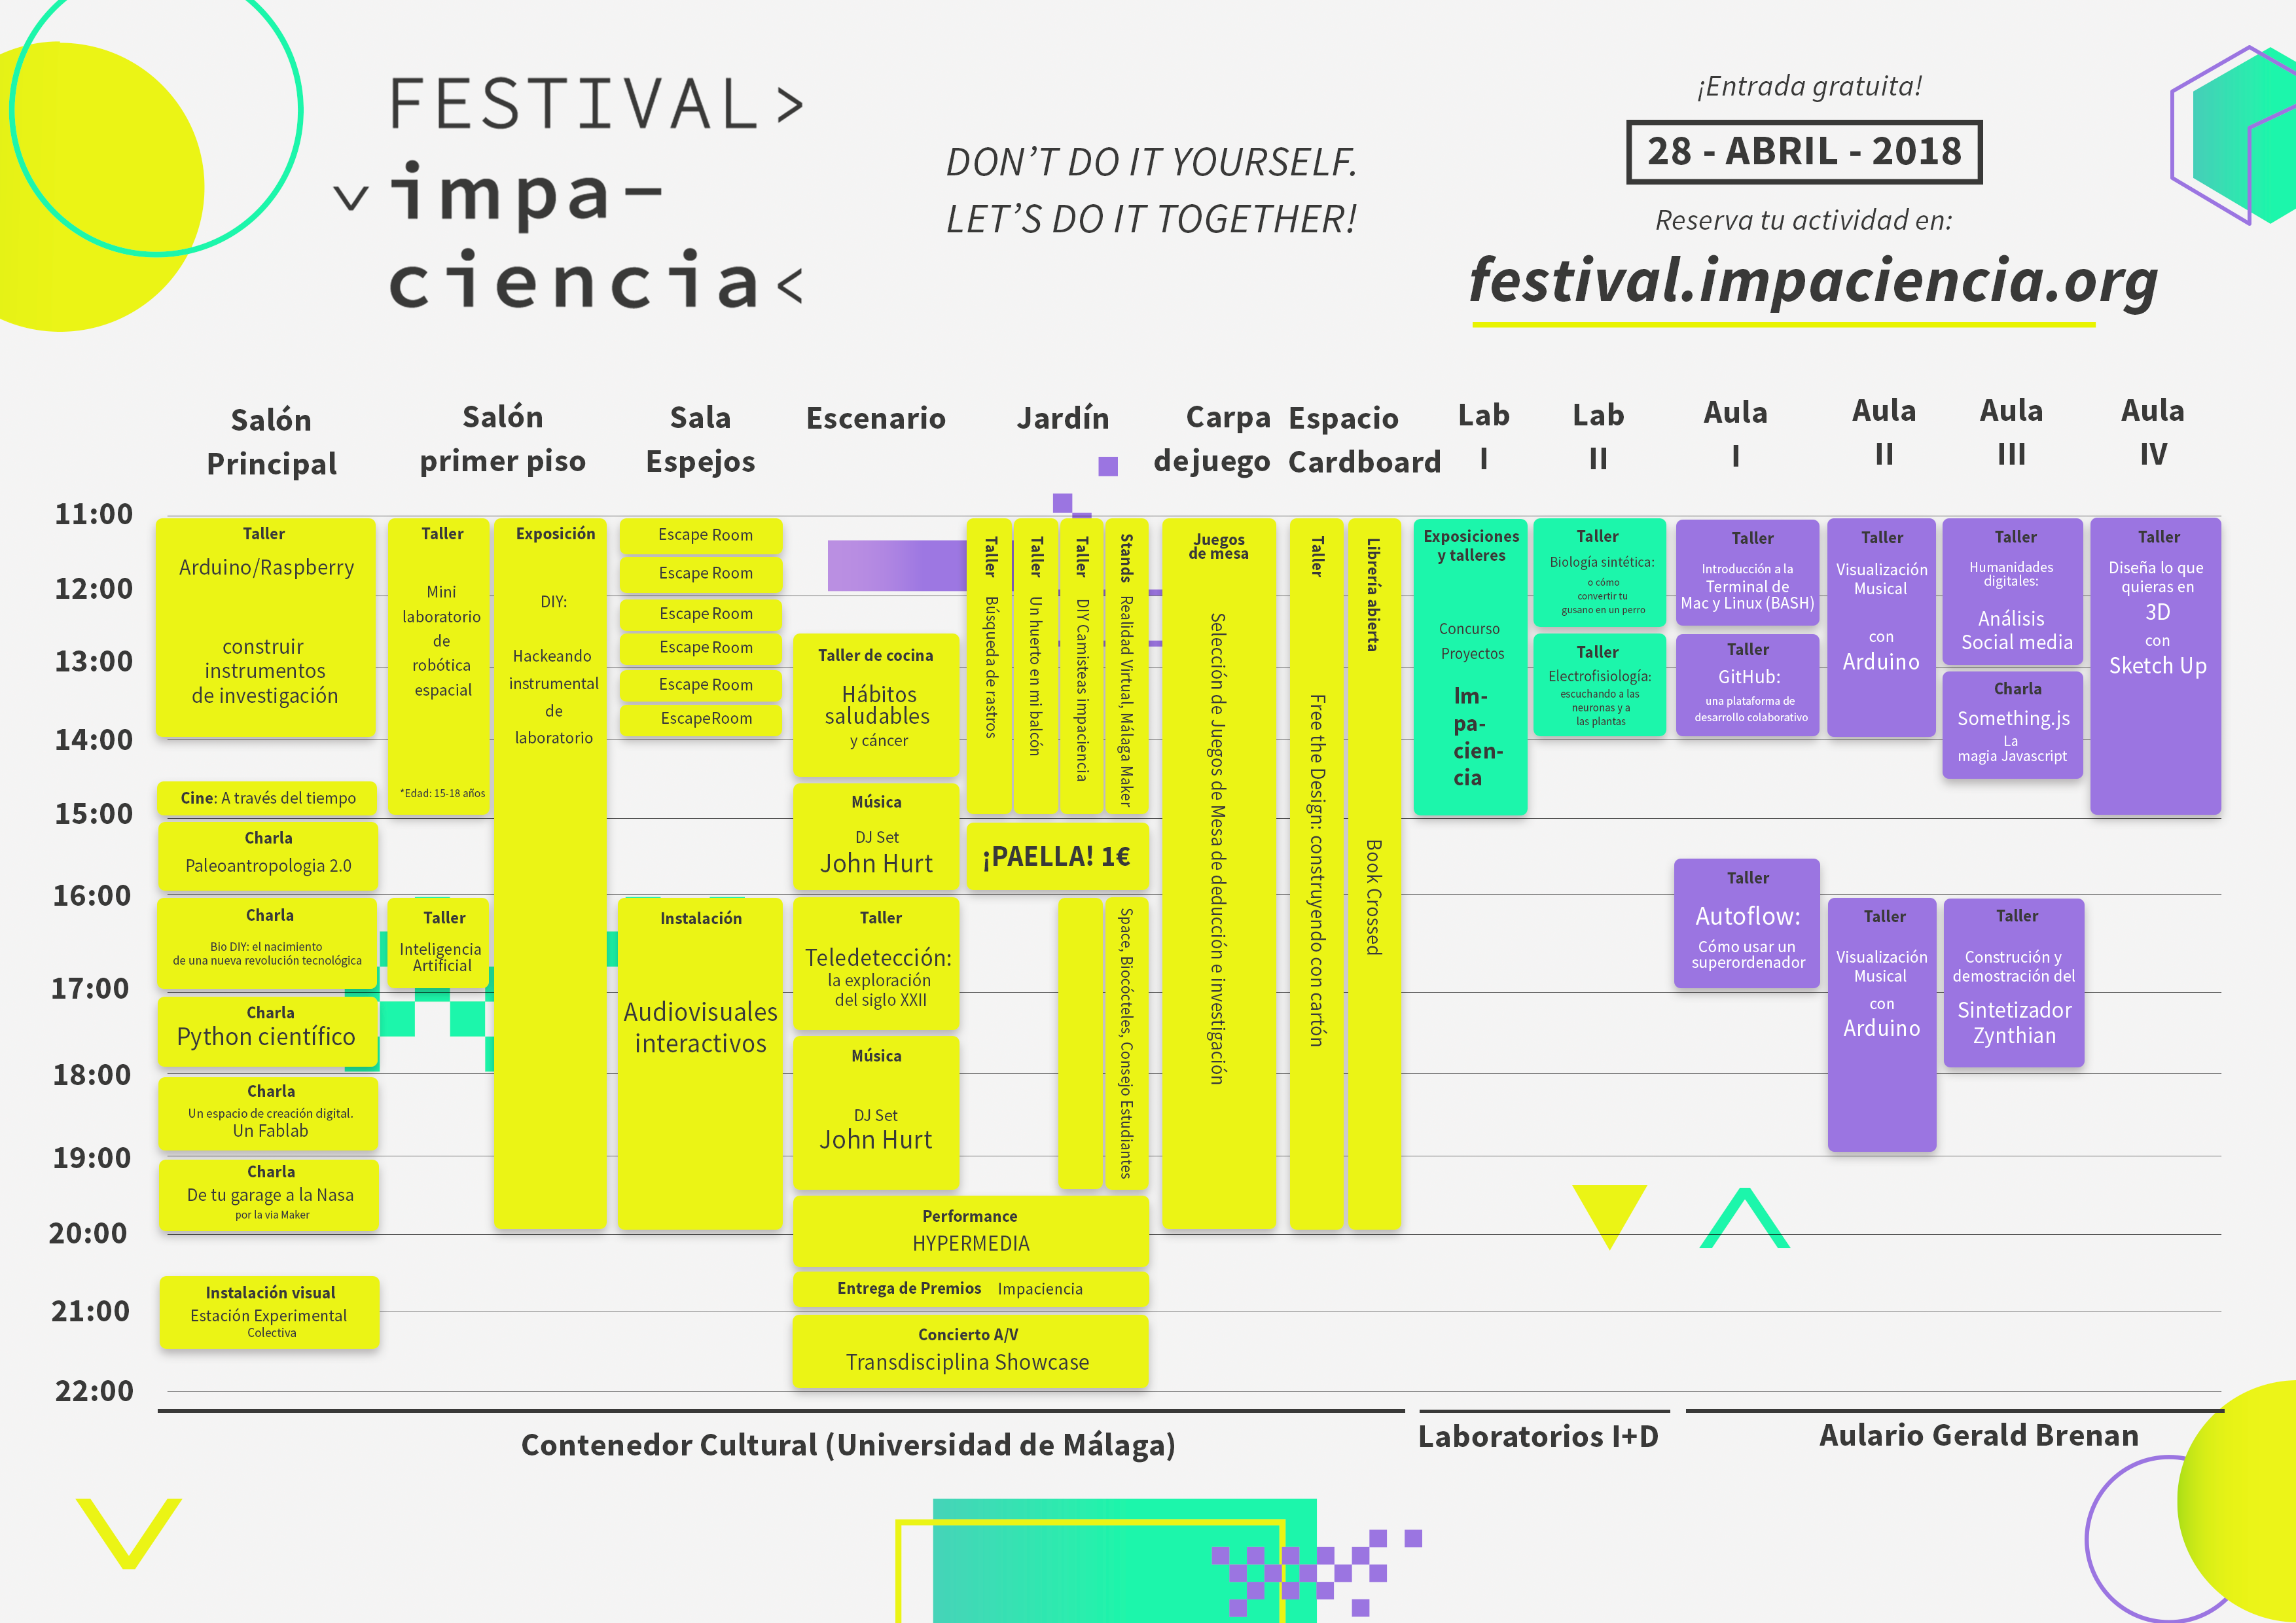 FESTIVAL>
impa-
ciencia<
DON'T DO IT YOURSELF.
LET'S DO IT TOGETHER!
¡Entrada gratuita!
28 - ABRIL - 2018
Reserva tu actividad en:
festival.impaciencia.org
Salón
Principal
Salón
primer piso
Sala
Espejos
Escenario
Jardín
Carpa
dejuego
Espacio
Cardboard
Lab
I
Lab
II
Aula
I
Aula
II
Aula
III
Aula
IV
11:00
12:00
13:00
14:00
15:00
16:00
17:00
18:00
19:00
20:00
21:00
22:00
Taller
Arduino/Raspberry
construir
instrumentos
de investigación
Cine: A través del tiempo
Charla
Paleoantropologia 2.0
Charla
Bio DIY: el nacimiento
de una nueva revolución tecnológica
Charla
Python científico
Charla
Un espacio de creación digital.
Un Fablab
Charla
De tu garage a la Nasa
por la via Maker
Instalación visual
Estación Experimental
Colectiva
Taller
Mini
laboratorio
de
robótica
espacial
*Edad: 15-18 años
Taller
Inteligencia
Artificial
Exposición
DIY:
Hackeando
instrumental
de
laboratorio
Escape Room
Escape Room
Escape Room
Escape Room
Escape Room
EscapeRoom
Instalación
Audiovisuales
interactivos
Taller de cocina
Hábitos
saludables
y cáncer
Música
DJ Set
John Hurt
Taller
Teledetección:
la exploración
del siglo XXII
Música
DJ Set
John Hurt
Taller Búsqueda de rastros
Taller Un huerto en mi balcón
Taller DIY Camisteas impaciencia
Stands Realidad Virtual, Málaga Maker
¡PAELLA! 1€
Space, Biocócteles, Consejo Estudiantes
Performance
HYPERMEDIA
Entrega de Premios Impaciencia
Concierto A/V
Transdisciplina Showcase
Juegos
de mesa
Selección de Juegos de Mesa de deducción e investigación
Taller
Free the Design: construyendo con cartón
Librería abierta
Book Crossed
Exposiciones
y talleres
Concurso
Proyectos
Im-
pa-
cien-
cia
Taller
Biología sintética:
o cómo
convertir tu
gusano en un perro
Taller
Electrofisiología:
escuchando a las
neuronas y a
las plantas
Taller
Introducción a la
Terminal de
Mac y Linux (BASH)
Taller
GitHub:
una plataforma de
desarrollo colaborativo
Taller
Autoflow:
Cómo usar un
superordenador
Taller
Visualización
Musical
con
Arduino
Taller
Visualización
Musical
con
Arduino
Taller
Humanidades
digitales:
Análisis
Social media
Charla
Something.js
La
magia Javascript
Taller
Construción y
demostración del
Sintetizador
Zynthian
Taller
Diseña lo que
quieras en
3D
con
Sketch Up
Contenedor Cultural (Universidad de Málaga)
Laboratorios I+D
Aulario Gerald Brenan